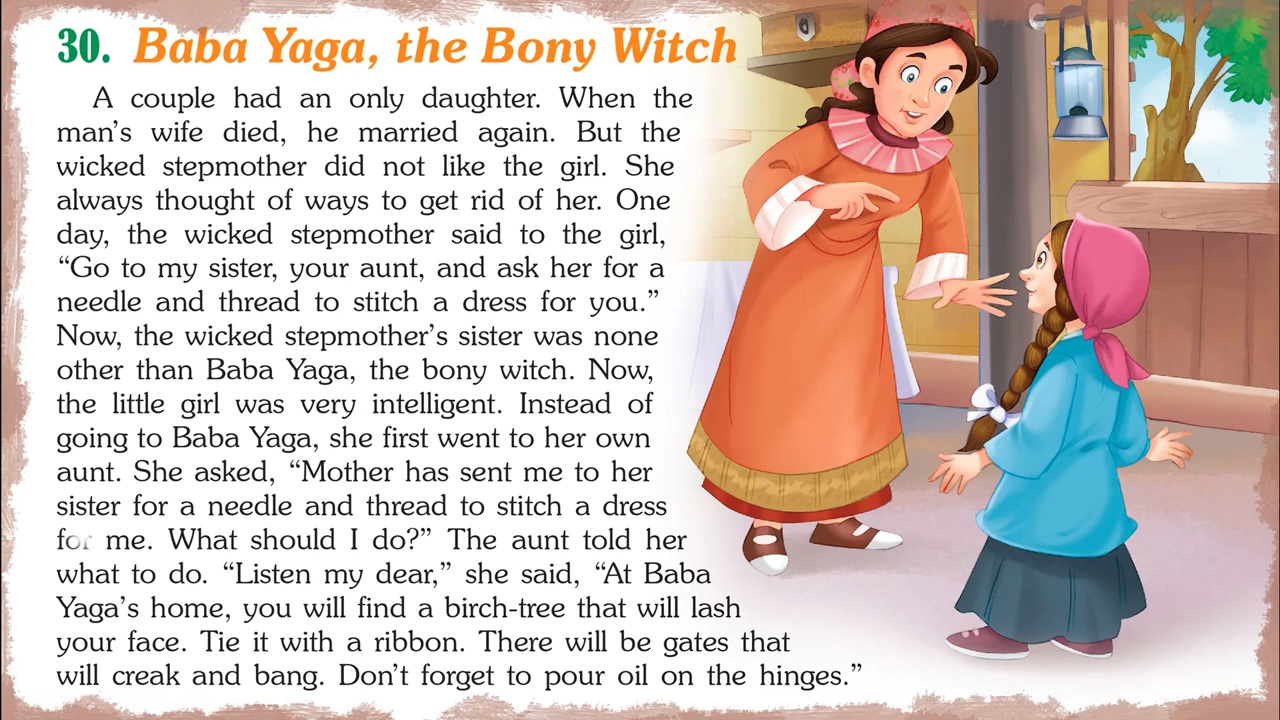 30. Baba Yaga, the Bony Witch
A couple had an only daughter. When the
man’s wife died, he married again. But the
wicked stepmother did not like the girl. She
always thought of ways to get rid of her. One
day, the wicked stepmother said to the girl,
“Go to my sister, your aunt, and ask her for a
needle and thread to stitch a dress for you.”
Now, the wicked stepmother’s sister was none
other than Baba Yaga, the bony witch. Now,
the little girl was very intelligent. Instead of
going to Baba Yaga, she first went to her own
aunt. She asked, “Mother has sent me to her
sister for a needle and thread to stitch a dress
for me. What should I do?” The aunt told her
what to do. “Listen my dear,” she said, “At Baba
Yaga’s home, you will find a birch-tree that will lash
your face. Tie it with a ribbon. There will be gates that
will creak and bang. Don’t forget to pour oil on the hinges.”